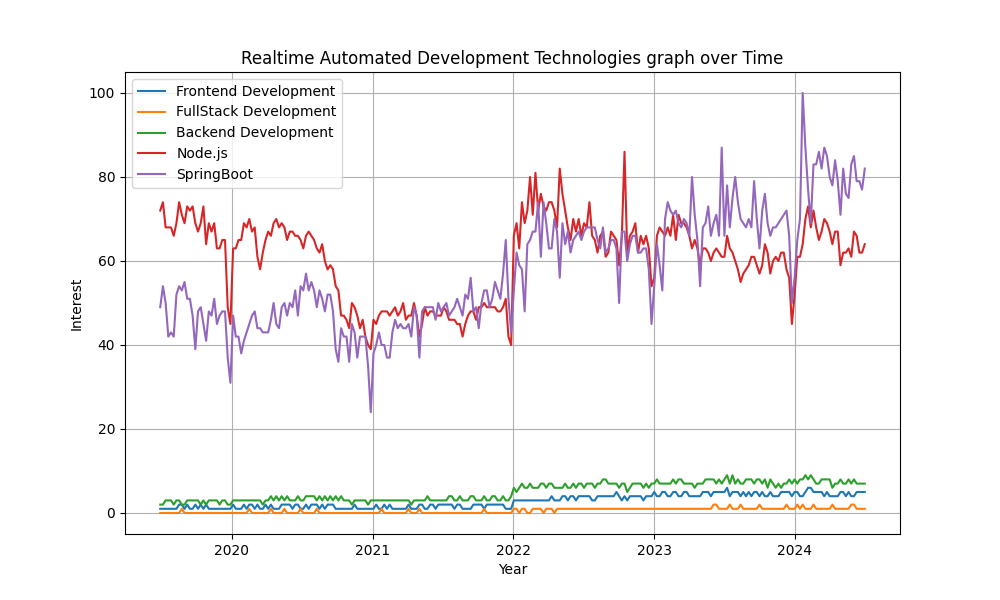 Realtime Automated Development Technologies graph over Time
Frontend Development
FullStack Development
Backend Development
Node.js
SpringBoot
Interest
100
80
60
40
20
0
2020 2021 2022 2023 2024
Year